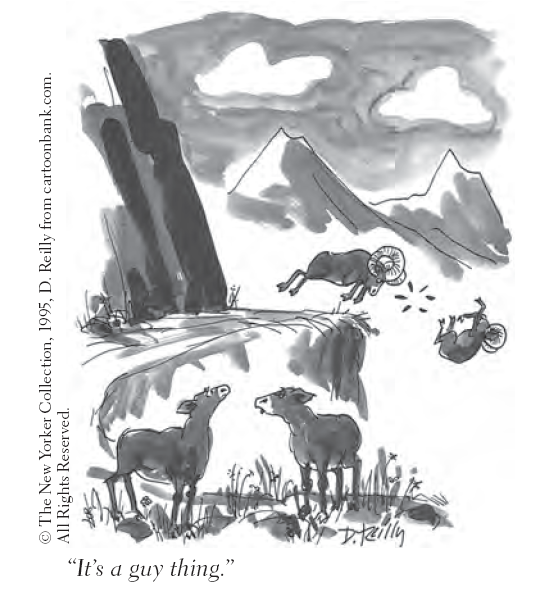 © The New Yorker Collection, 1995, D. Reilly from cartoonbank.com.
All Rights Reserved.
D. Reilly
"It's a guy thing."